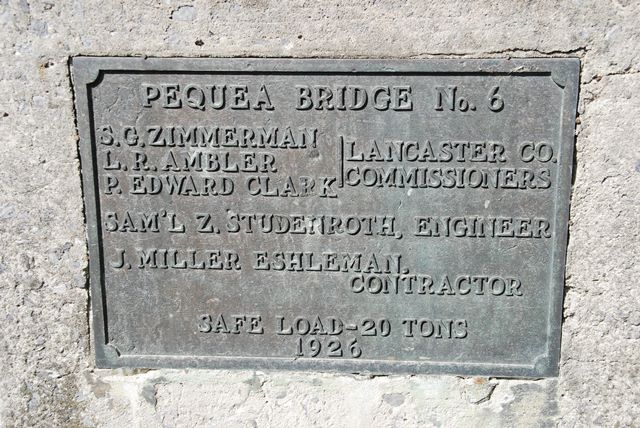 PEQUEA BRIDGE No. 6
S.G. ZIMMERMAN
L.R. AMBLER
P. EDWARD CLARK
LANCASTER CO.
COMMISSIONERS
SAM'L Z. STUDENROTH, ENGINEER
J. MILLER ESHLEMAN.
CONTRACTOR
SAFE LOAD-20 TONS
1926